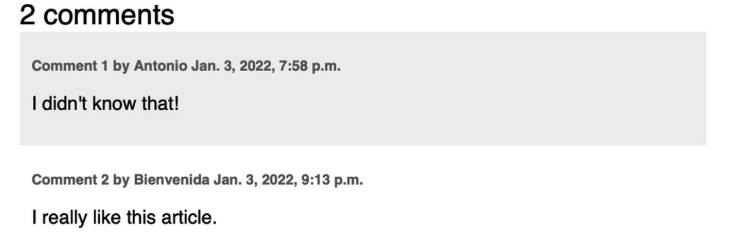 2 comments
Comment 1 by Antonio Jan. 3, 2022, 7:58 p.m.
I didn't know that!
Comment 2 by Bienvenida Jan. 3, 2022, 9:13 p.m.
I really like this article.